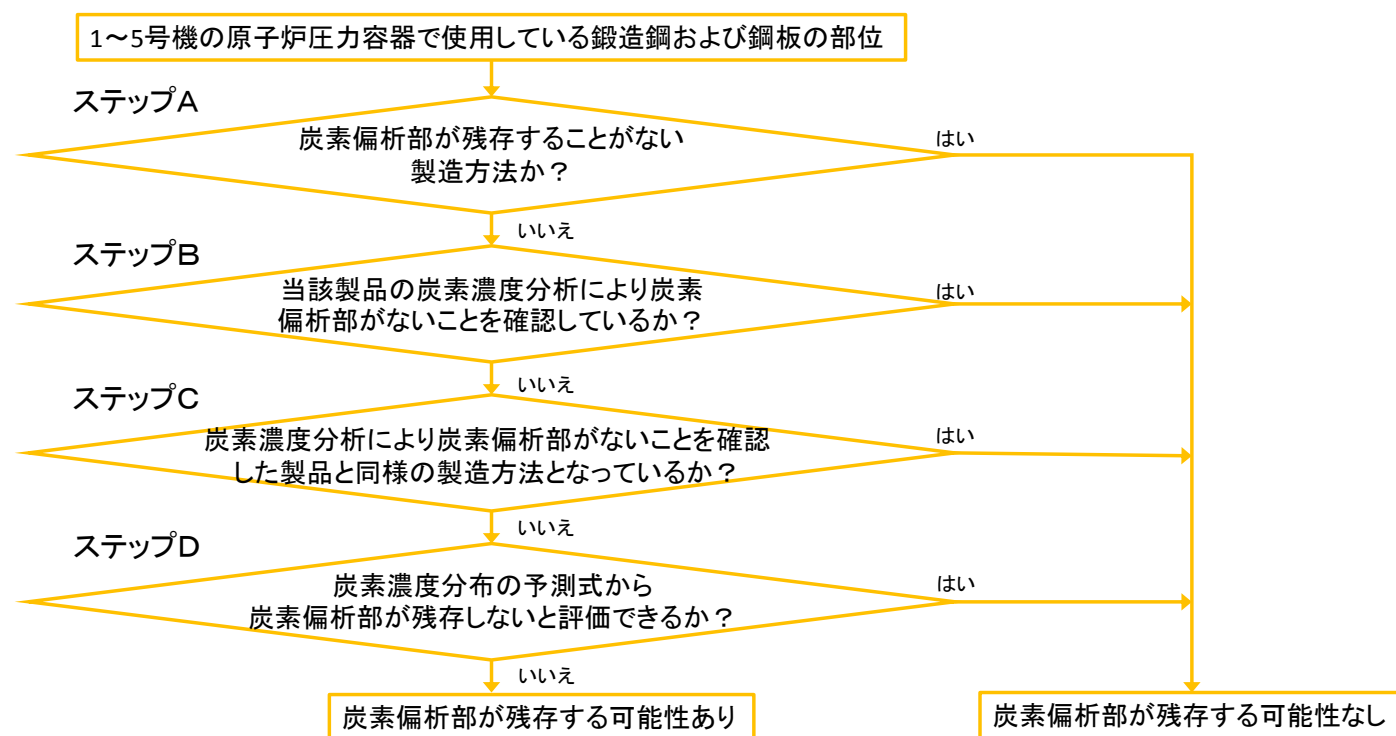 1～5号機の原子炉圧力容器で使用している鍛造鋼および鋼板の部位
ステップA
炭素偏析部が残存することがない
製造方法か？
はい
いいえ
ステップB
当該製品の炭素濃度分析により炭素
偏析部がないことを確認しているか？
はい
いいえ
ステップC
炭素濃度分析により炭素偏析部がないことを確認
した製品と同様の製造方法となっているか？
はい
いいえ
ステップD
炭素濃度分布の予測式から
炭素偏析部が残存しないと評価できるか？
はい
いいえ
炭素偏析部が残存する可能性あり
炭素偏析部が残存する可能性なし